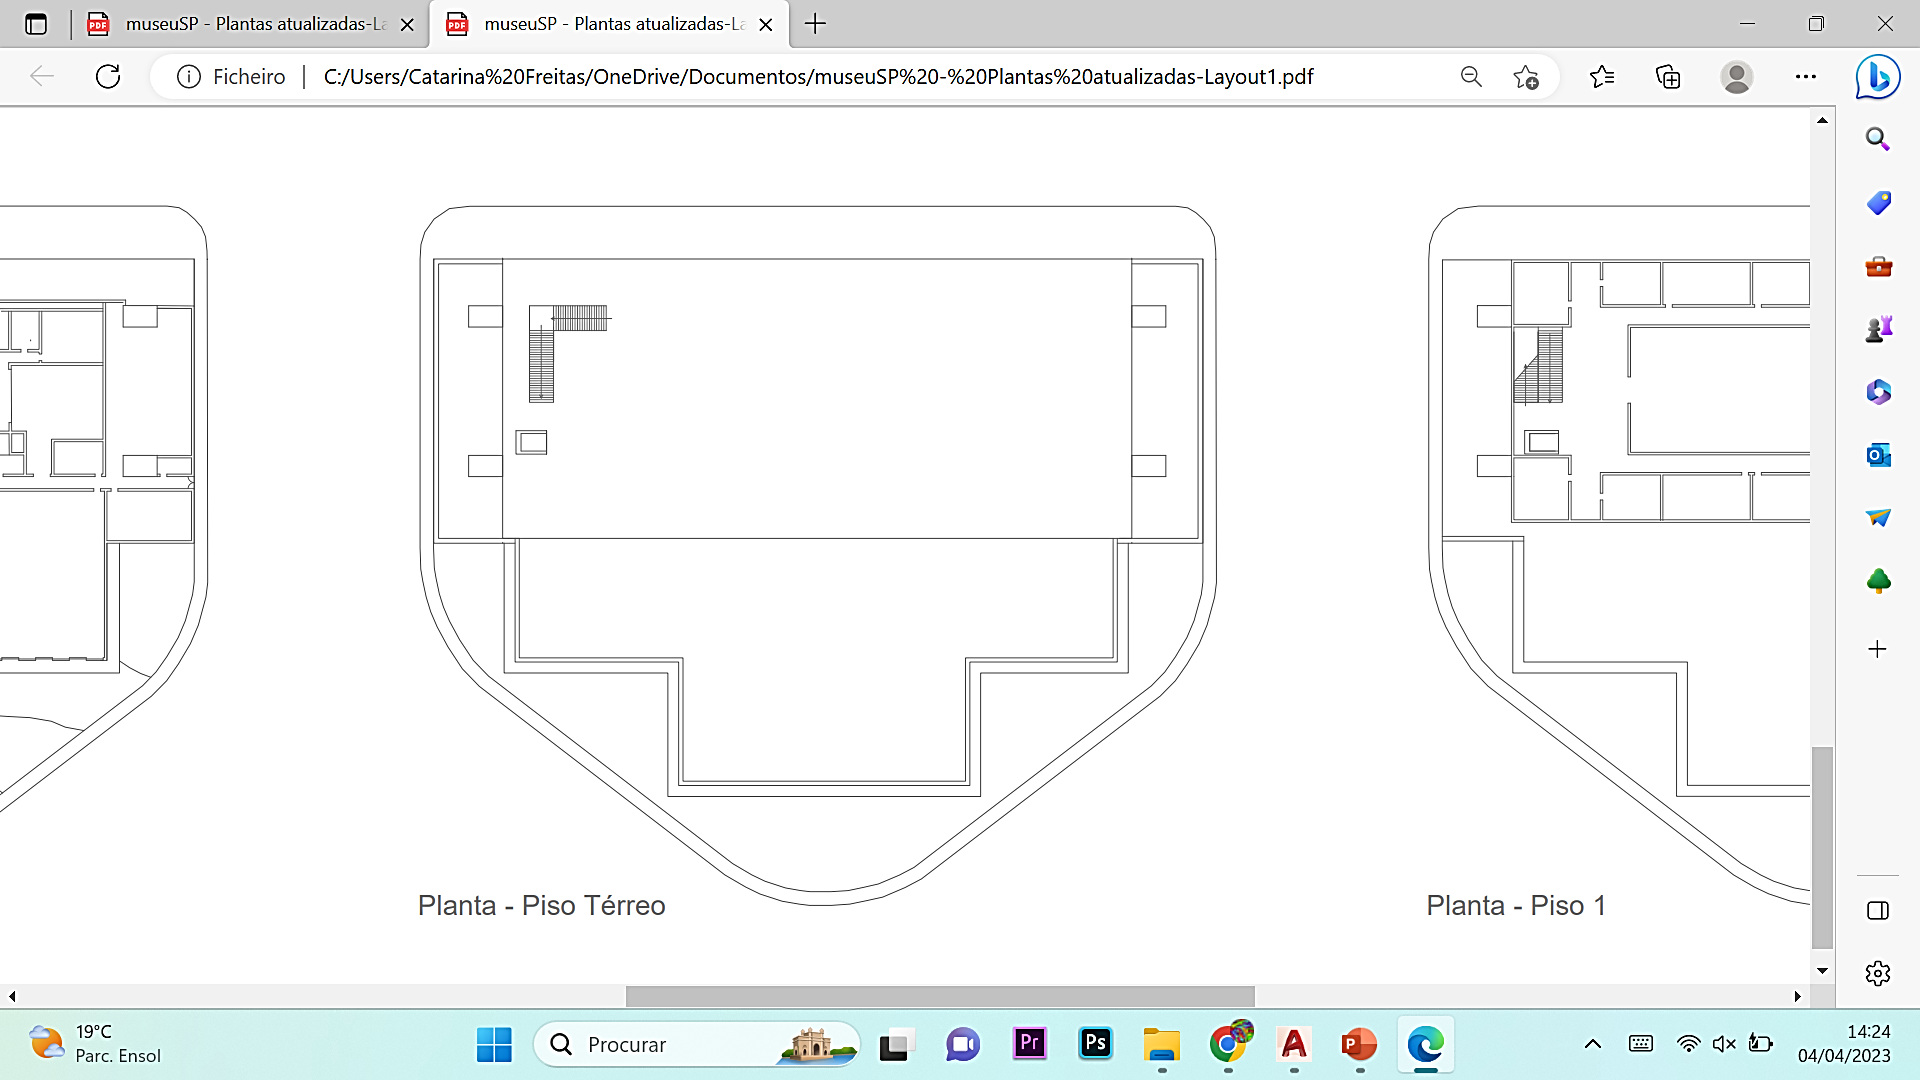 museuSP - Plantas atualizadas-La
museuSP - Plantas atualizadas-La
Ficheiro
C:/Users/Catarina%20Freitas/OneDrive/Documentos/museuSP%20-%20Plantas%20atualizadas-Layout1.pdf
Planta - Piso Térreo
Planta - Piso 1
19°C
Parc. Ensol
Procurar
Pr
Ps
14:24
04/04/2023